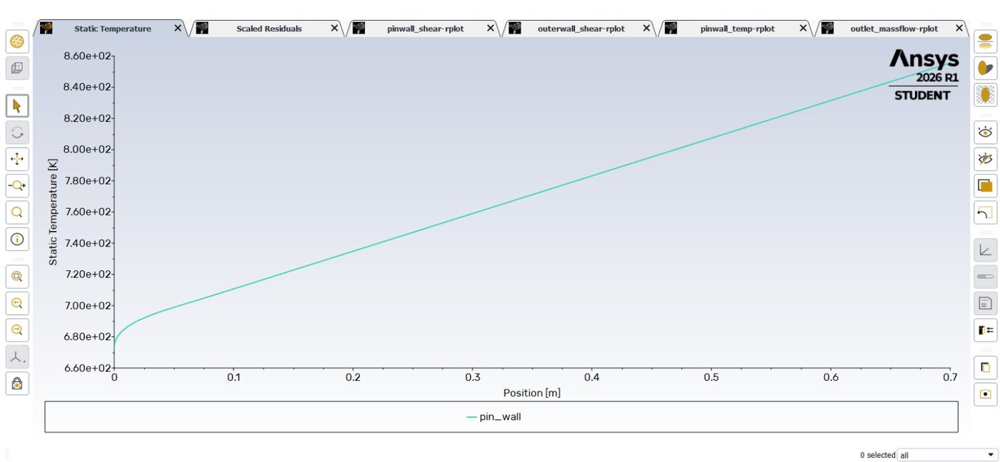 Static Temperature
Scaled Residuals
pinwall_shear-rplot
outerwall_shear-rplot
pinwall_temp-rplot
outlet_massflow-rplot
Ansys
2026 R1
STUDENT
Static Temperature [K]
8.60e+02
8.40e+02
8.20e+02
8.00e+02
7.80e+02
7.60e+02
7.40e+02
7.20e+02
7.00e+02
6.80e+02
6.60e+02
0 0.1 0.2 0.3 0.4 0.5 0.6 0.7
Position [m]
pin_wall
0 selected all